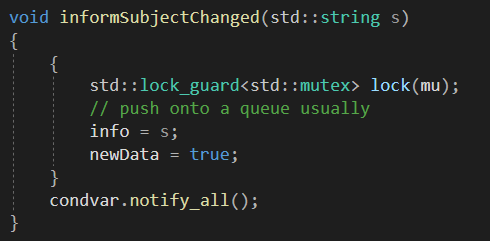 void informSubjectChanged(std::string s)
{
    {
        std::lock_guard<std::mutex> lock(mu);
        // push onto a queue usually
        info = s;
        newData = true;
    }
    condvar.notify_all();
}